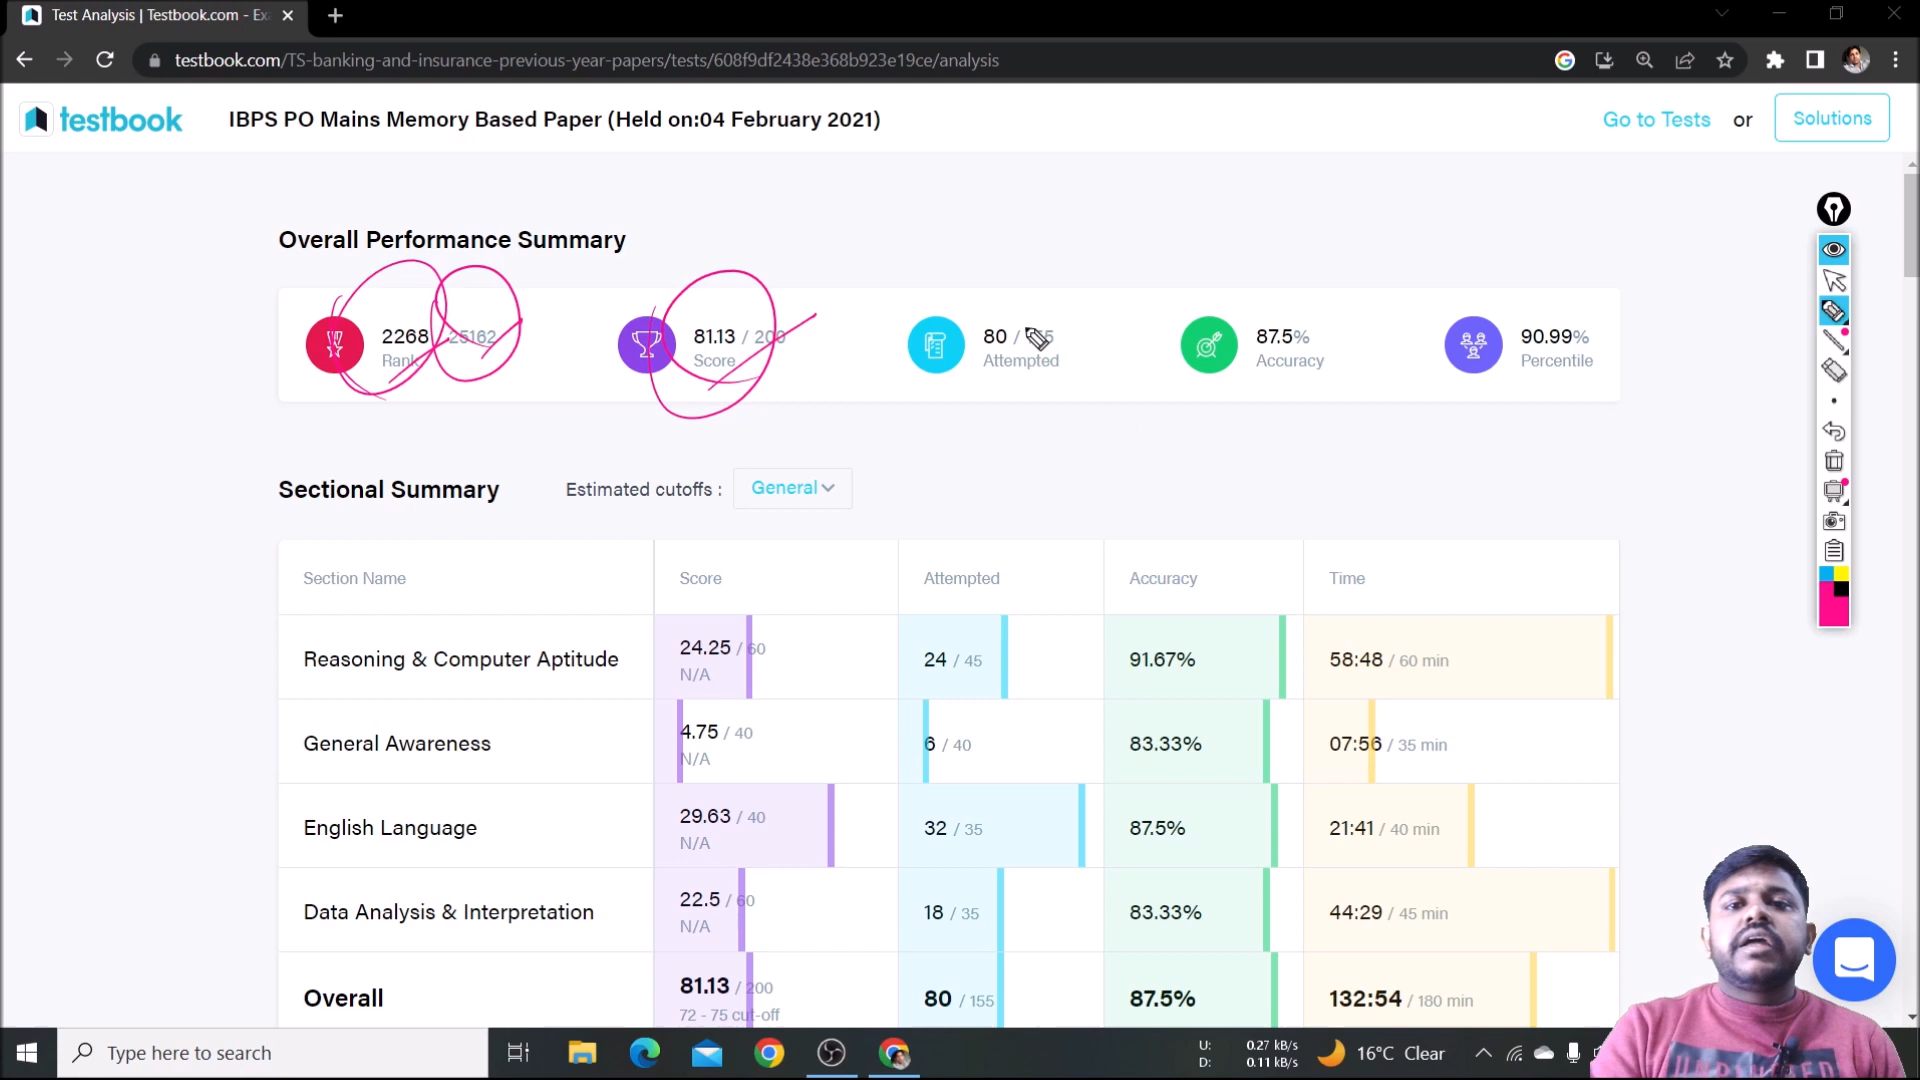 Test Analysis | Testbook.com - Exa
testbook.com/TS-banking-and-insurance-previous-year-papers/tests/608f9df2438e368b923e19ce/analysis
testbook
IBPS PO Mains Memory Based Paper (Held on:04 February 2021)
Go to Tests or Solutions
Overall Performance Summary
2268 25162
Rank
81.13 / 200
Score
80 /
Attempted
87.5%
Accuracy
90.99%
Percentile
Sectional Summary
Estimated cutoffs : General
Section Name Score Attempted Accuracy Time
Reasoning & Computer Aptitude 24.25 / 60 N/A 24 / 45 91.67% 58:48 / 60 min
General Awareness 4.75 / 40 N/A 6 / 40 83.33% 07:56 / 35 min
English Language 29.63 / 40 N/A 32 / 35 87.5% 21:41 / 40 min
Data Analysis & Interpretation 22.5 / 60 N/A 18 / 35 83.33% 44:29 / 45 min
Overall 81.13 / 200 72 - 75 cut-off 80 / 155 87.5% 132:54 / 180 min
Type here to search
U: 0.27 kB/s
D: 0.11 kB/s
16°C Clear